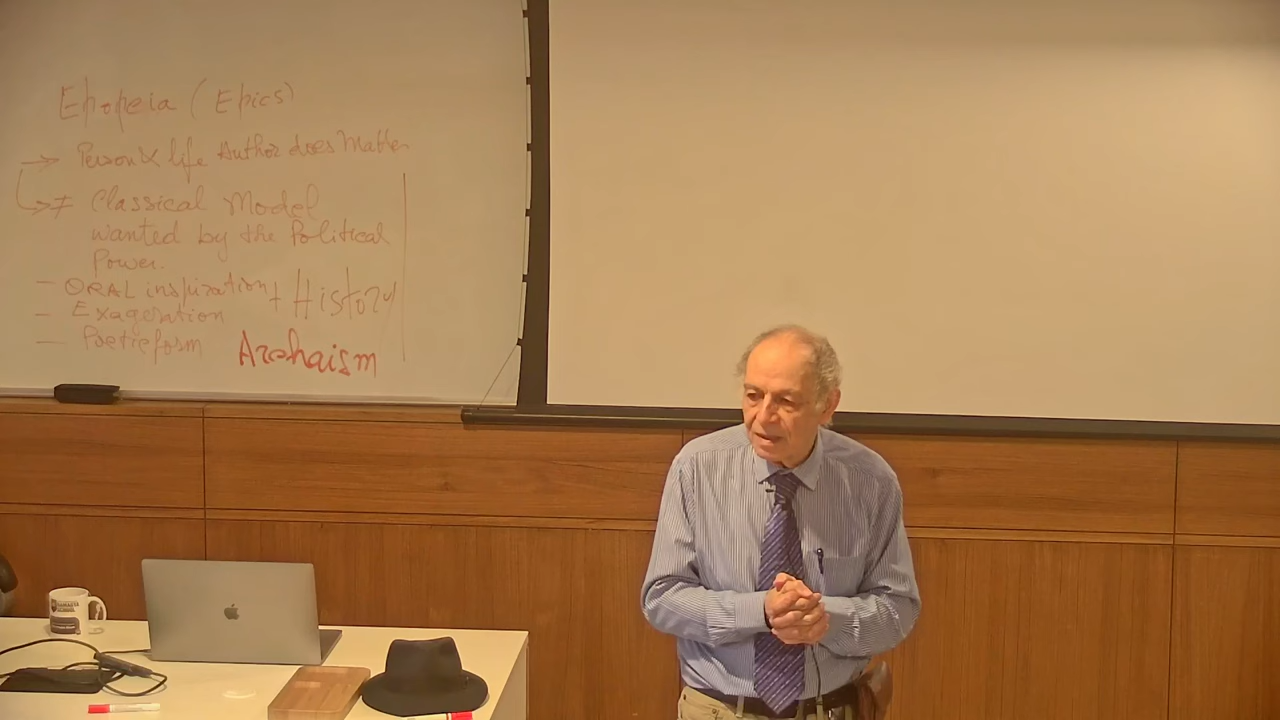 Epopeia (Epics)
→ Person & life Author does Matter
↳ ≠ Classical Model
wanted by the Political
Power.
- ORAL inspiration + History
- Exageration
- Poetic form Archaism